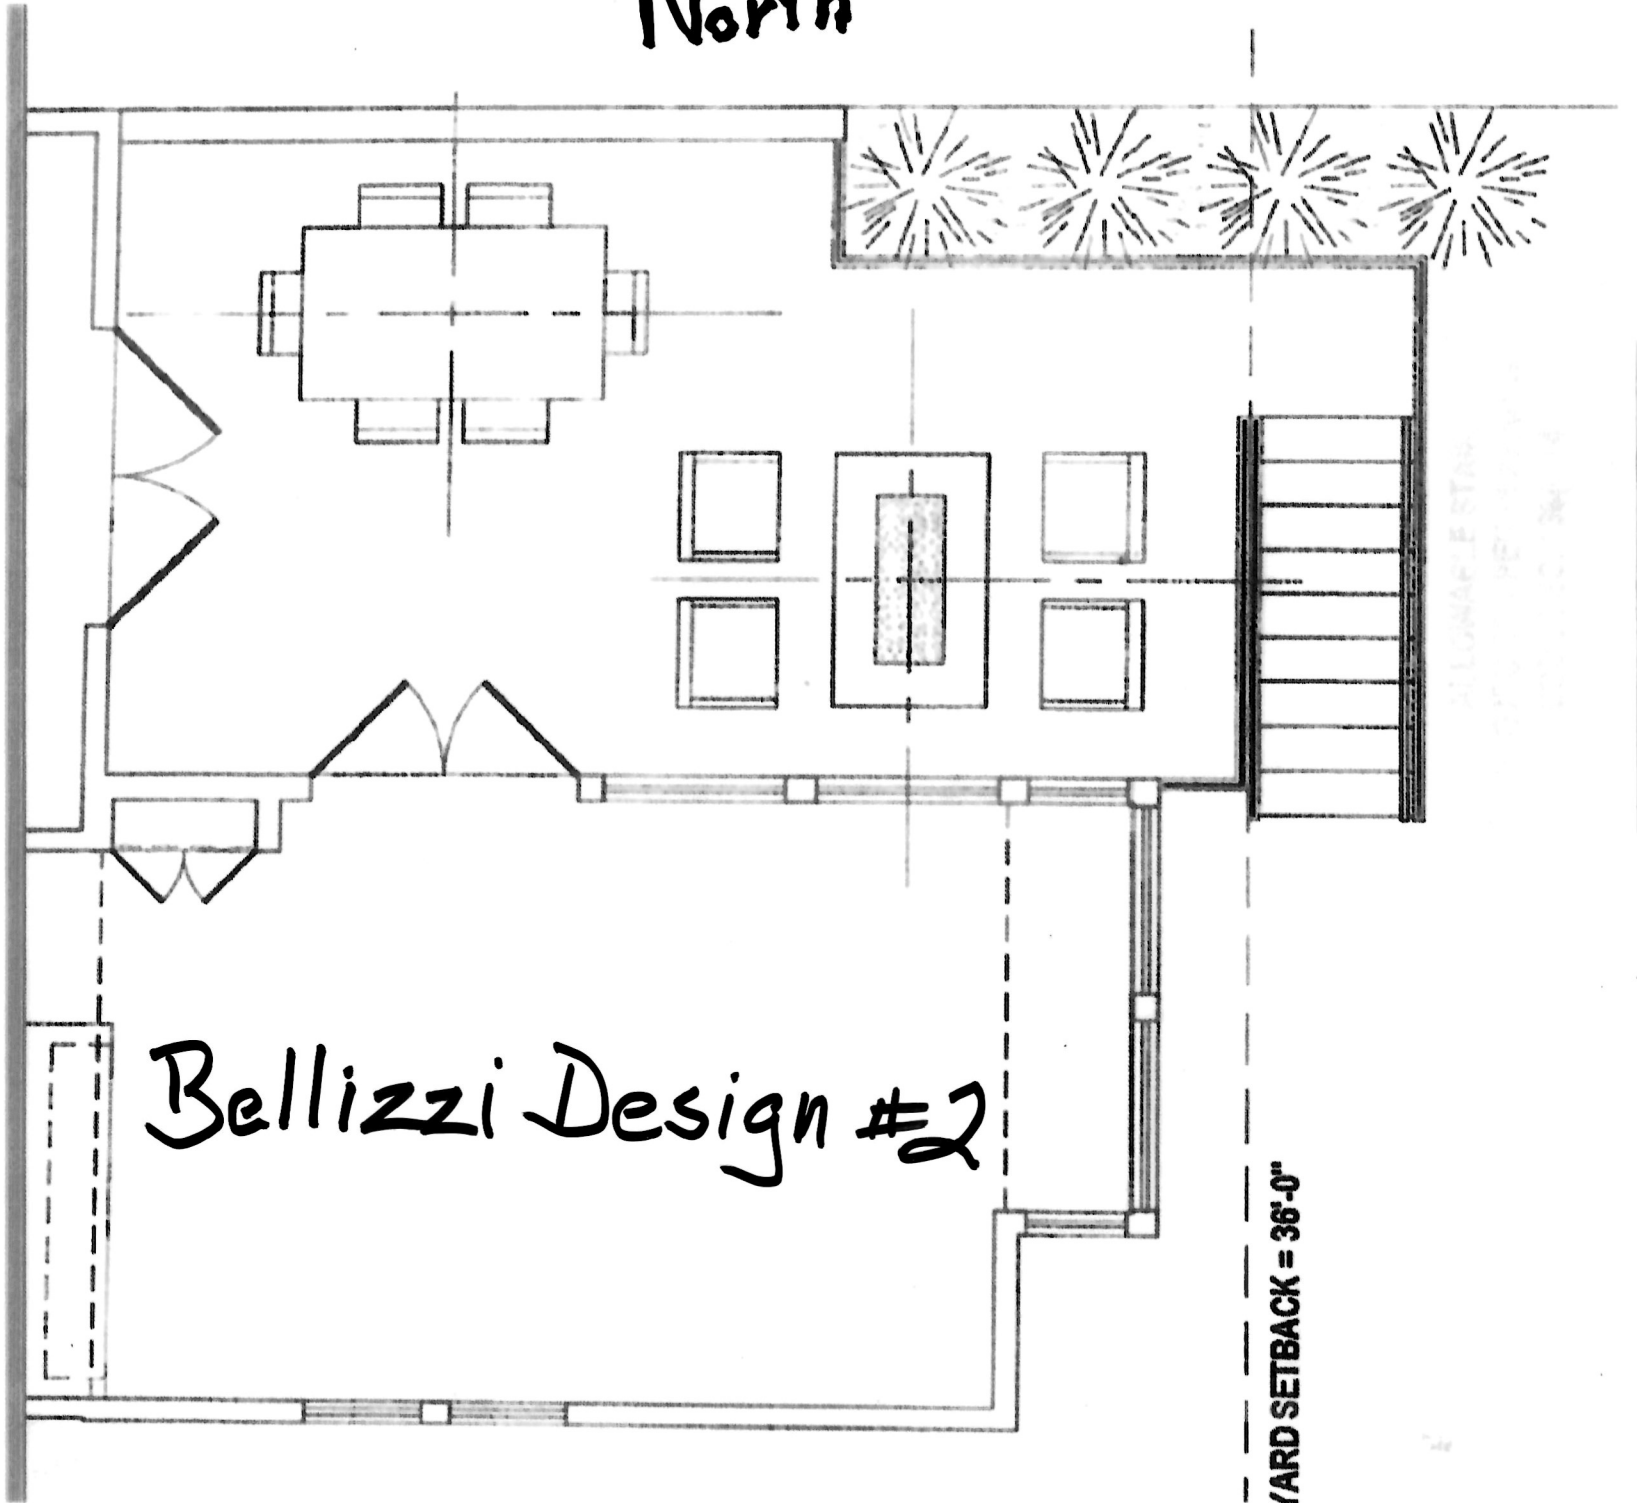 North
Bellizzi Design #2
YARD SETBACK = 36'-0"